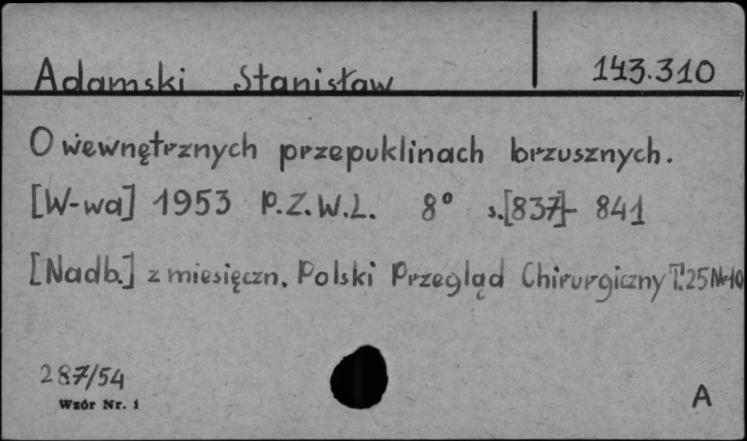 Adamski Stanisław 143.310
O wewnętrznych przepuklinach brzusznych.
[W-wa] 1953 P.Z.W.L. 8° s.[837]- 841
[Nadb.] z miesięczn. Polski Przegląd Chirurgiczny T.25 Nr 10
287/54
Wzór Nr. 1
A